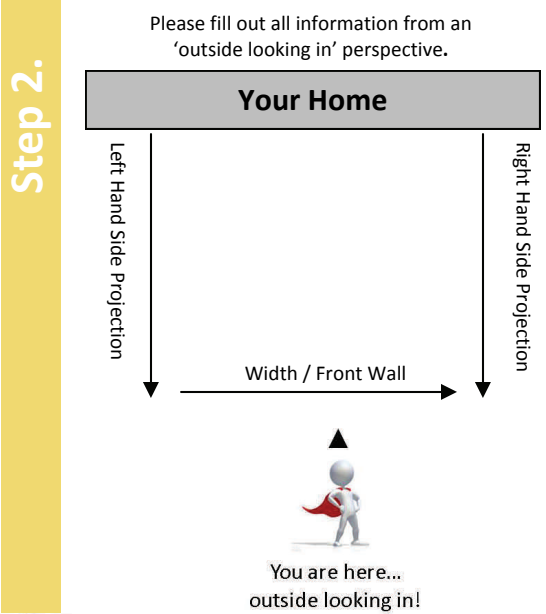 Step 2.
Please fill out all information from an
‘outside looking in’ perspective.
Your Home
Left Hand Side Projection
Right Hand Side Projection
Width / Front Wall
You are here...
outside looking in!